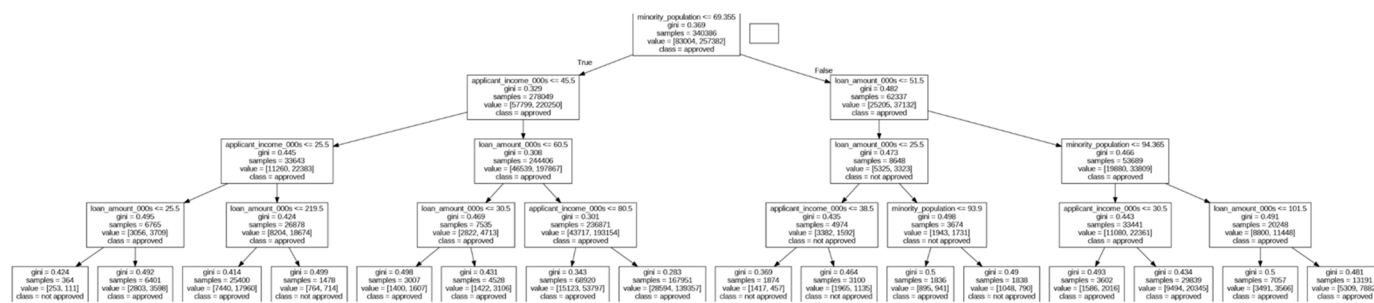 minority_population <= 69.355
gini = 0.369
samples = 340386
value = [83004, 257382]
class = approved
True
False
applicant_income_000s <= 45.5
gini = 0.329
samples = 278049
value = [57799, 220250]
class = approved
loan_amount_000s <= 51.5
gini = 0.482
samples = 62337
value = [25205, 37132]
class = approved
applicant_income_000s <= 25.5
gini = 0.445
samples = 33643
value = [11260, 22383]
class = approved
loan_amount_000s <= 60.5
gini = 0.308
samples = 244406
value = [46539, 197867]
class = approved
loan_amount_000s <= 25.5
gini = 0.473
samples = 8648
value = [5325, 3323]
class = not approved
minority_population <= 94.365
gini = 0.466
samples = 53689
value = [19880, 33809]
class = approved
loan_amount_000s <= 25.5
gini = 0.495
samples = 6765
value = [3056, 3709]
class = approved
loan_amount_000s <= 219.5
gini = 0.424
samples = 26878
value = [8204, 18674]
class = approved
loan_amount_000s <= 30.5
gini = 0.469
samples = 7535
value = [2822, 4713]
class = approved
applicant_income_000s <= 80.5
gini = 0.301
samples = 236871
value = [43717, 193154]
class = approved
applicant_income_000s <= 38.5
gini = 0.435
samples = 4974
value = [3382, 1592]
class = not approved
minority_population <= 93.9
gini = 0.498
samples = 3674
value = [1943, 1731]
class = not approved
applicant_income_000s <= 30.5
gini = 0.443
samples = 33441
value = [11080, 22361]
class = approved
loan_amount_000s <= 101.5
gini = 0.491
samples = 20248
value = [8800, 11448]
class = approved
gini = 0.424
samples = 364
value = [253, 111]
class = not approved
gini = 0.492
samples = 6401
value = [2803, 3598]
class = approved
gini = 0.414
samples = 25400
value = [7440, 17960]
class = approved
gini = 0.499
samples = 1478
value = [764, 714]
class = not approved
gini = 0.498
samples = 3007
value = [1400, 1607]
class = approved
gini = 0.431
samples = 4528
value = [1422, 3106]
class = approved
gini = 0.343
samples = 68920
value = [15123, 53797]
class = approved
gini = 0.283
samples = 167951
value = [28594, 139357]
class = approved
gini = 0.369
samples = 1874
value = [1417, 457]
class = not approved
gini = 0.464
samples = 3100
value = [1965, 1135]
class = not approved
gini = 0.5
samples = 1836
value = [895, 941]
class = approved
gini = 0.49
samples = 1838
value = [1048, 790]
class = not approved
gini = 0.493
samples = 3602
value = [1586, 2016]
class = approved
gini = 0.434
samples = 29839
value = [9494, 20345]
class = approved
gini = 0.5
samples = 7057
value = [3491, 3566]
class = approved
gini = 0.481
samples = 13191
value = [5309, 7882
class = approved